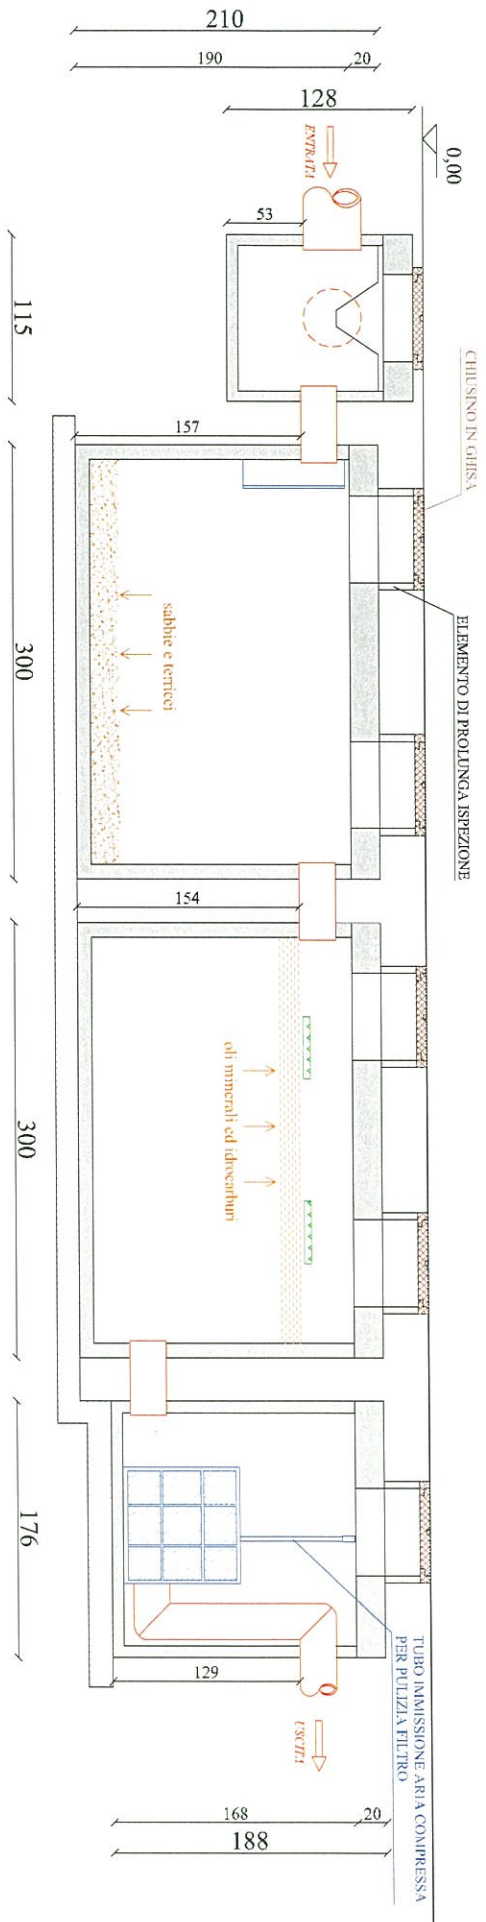 0,00
CHIUSINO IN GHISA
ELEMENTO DI PROLUNGA ISPEZIONE
TUBO IMMISSIONE ARIA COMPRESSA
PER PULIZIA FILTRO
210
190
20
128
ENTRATA
53
157
sabbie e terricci
154
oli minerali ed idrocarburi
129
USCITA
168
20
188
115
300
300
176